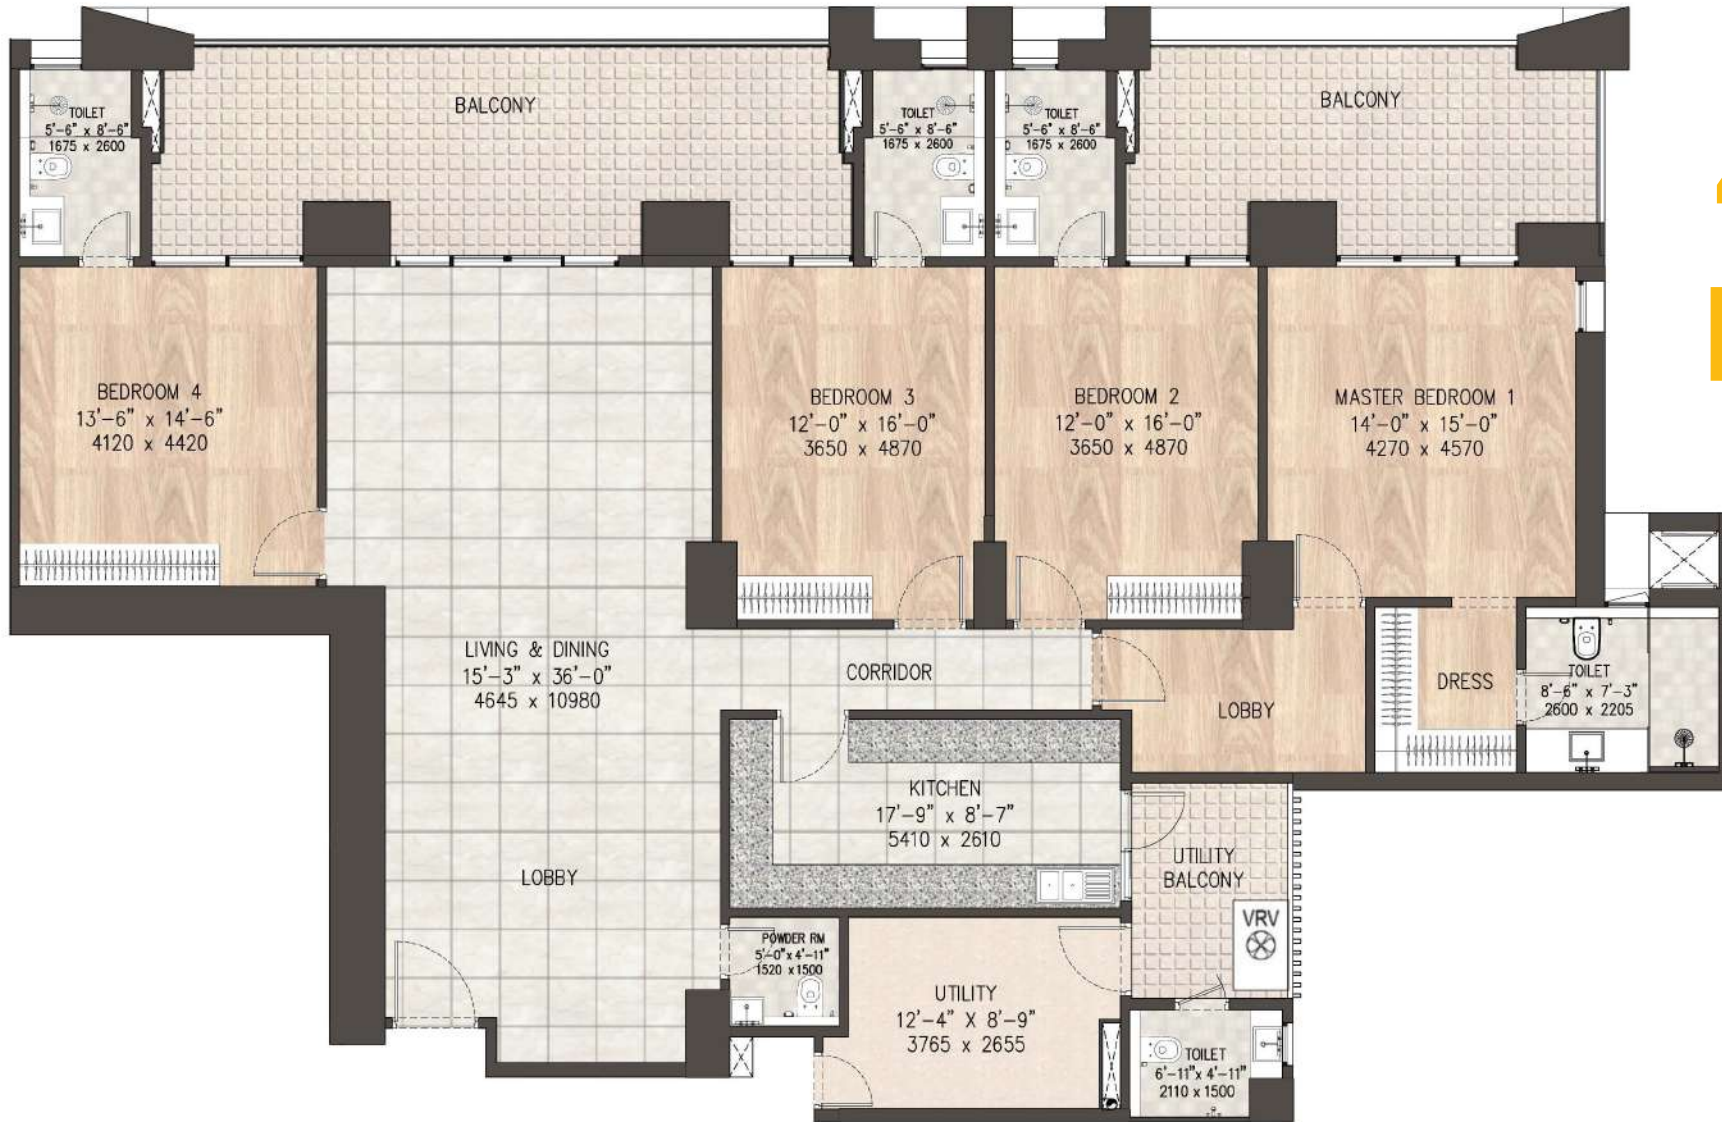 BALCONY
BALCONY
TOILET
5'-6" x 8'-6"
1675 x 2600
TOILET
5'-6" x 8'-6"
1675 x 2600
TOILET
5'-6" x 8'-6"
1675 x 2600
BEDROOM 4
13'-6" x 14'-6"
4120 x 4420
BEDROOM 3
12'-0" x 16'-0"
3650 x 4870
BEDROOM 2
12'-0" x 16'-0"
3650 x 4870
MASTER BEDROOM 1
14'-0" x 15'-0"
4270 x 4570
LIVING & DINING
15'-3" x 36'-0"
4645 x 10980
CORRIDOR
LOBBY
DRESS
TOILET
8'-6" x 7'-3"
2600 x 2205
KITCHEN
17'-9" x 8'-7"
5410 x 2610
LOBBY
UTILITY
BALCONY
VRV
POWDER RM
5'-0" x 4'-11"
1520 x 1500
UTILITY
12'-4" X 8'-9"
3765 x 2655
TOILET
6'-11" x 4'-11"
2110 x 1500